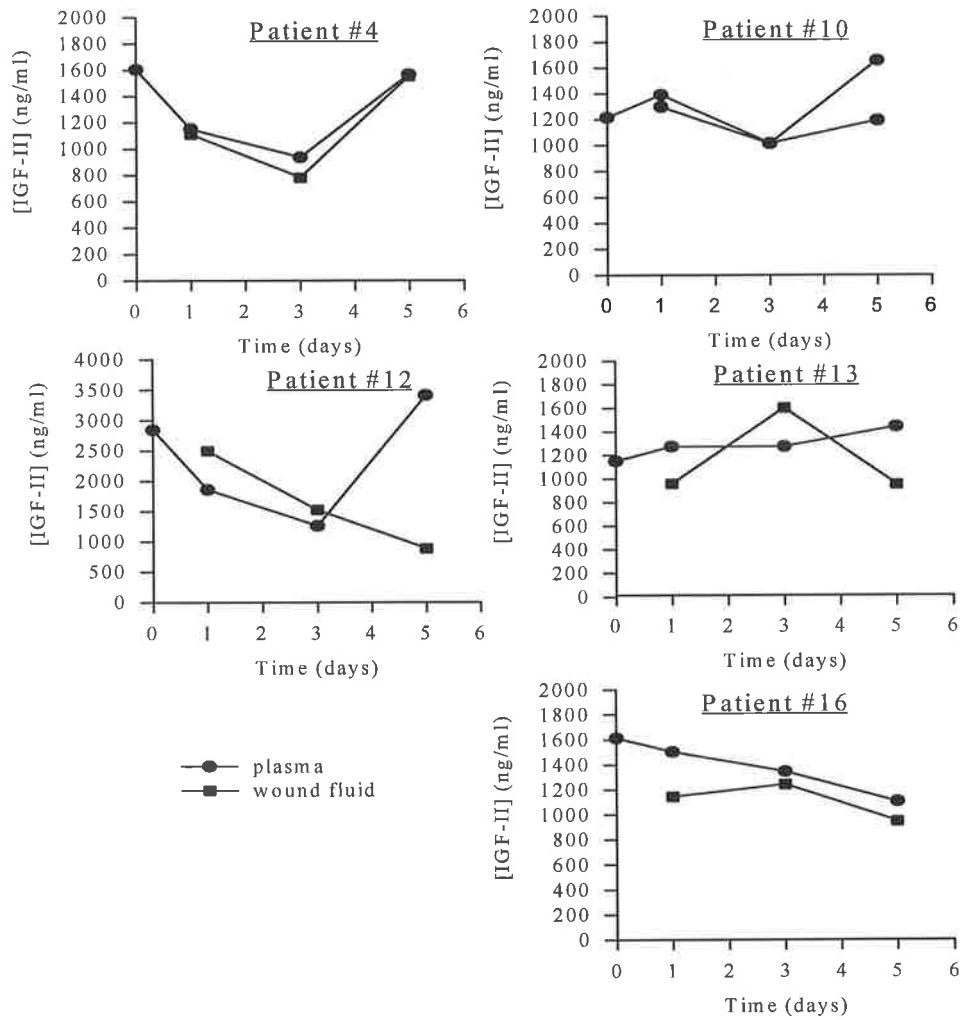 Patient #4
[IGF-II] (ng/ml)
2000
1800
1600
1400
1200
1000
800
600
400
200
0
0 1 2 3 4 5 6
Time (days)
Patient #10
[IGF-II] (ng/ml)
2000
1800
1600
1400
1200
1000
800
600
400
200
0
0 1 2 3 4 5 6
Time (days)
Patient #12
[IGF-II] (ng/ml)
4000
3500
3000
2500
2000
1500
1000
500
0
0 1 2 3 4 5 6
Time (days)
Patient #13
[IGF-II] (ng/ml)
2000
1800
1600
1400
1200
1000
800
600
400
200
0
0 1 2 3 4 5 6
Time (days)
plasma
wound fluid
Patient #16
[IGF-II] (ng/ml)
2000
1800
1600
1400
1200
1000
800
600
400
200
0
0 1 2 3 4 5 6
Time (days)